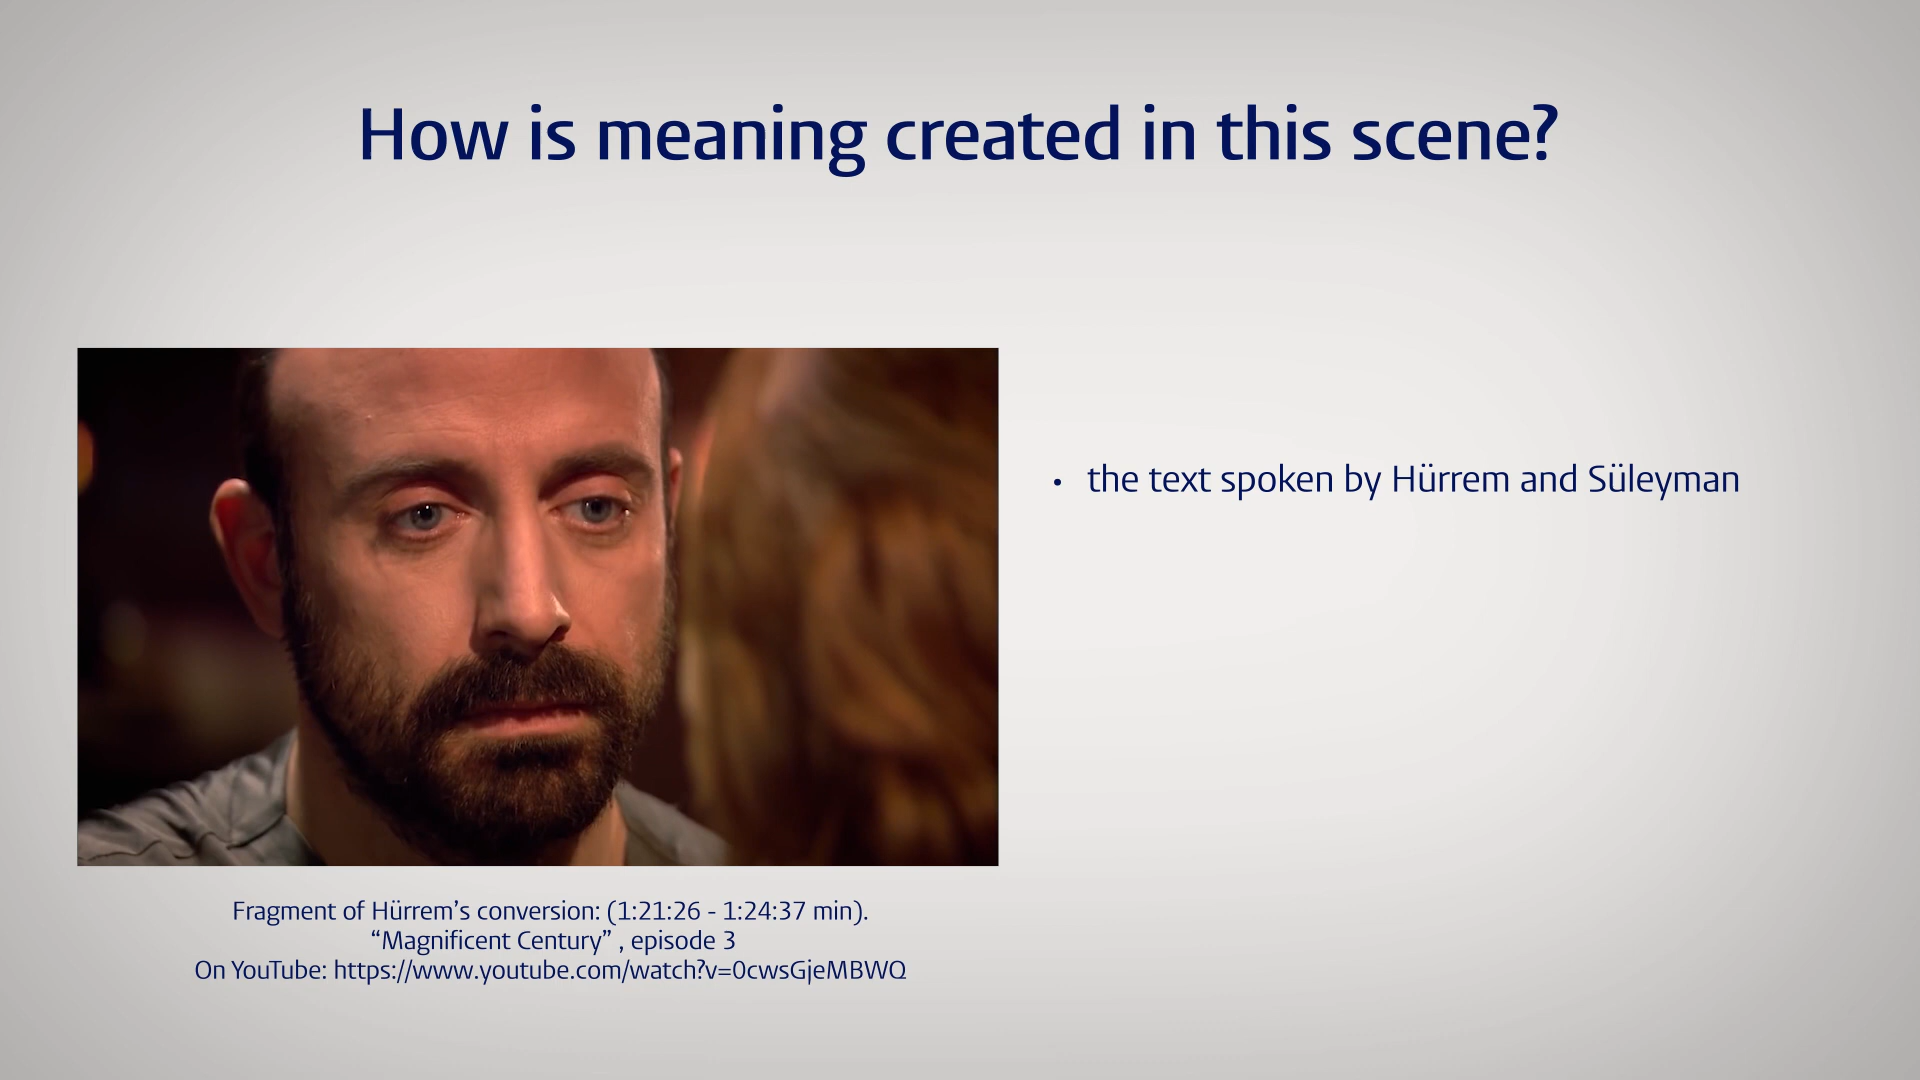 How is meaning created in this scene?
• the text spoken by Hürrem and Süleyman
Fragment of Hürrem’s conversion: (1:21:26 - 1:24:37 min).
“Magnificent Century” , episode 3
On YouTube: https://www.youtube.com/watch?v=0cwsGjeMBWQ